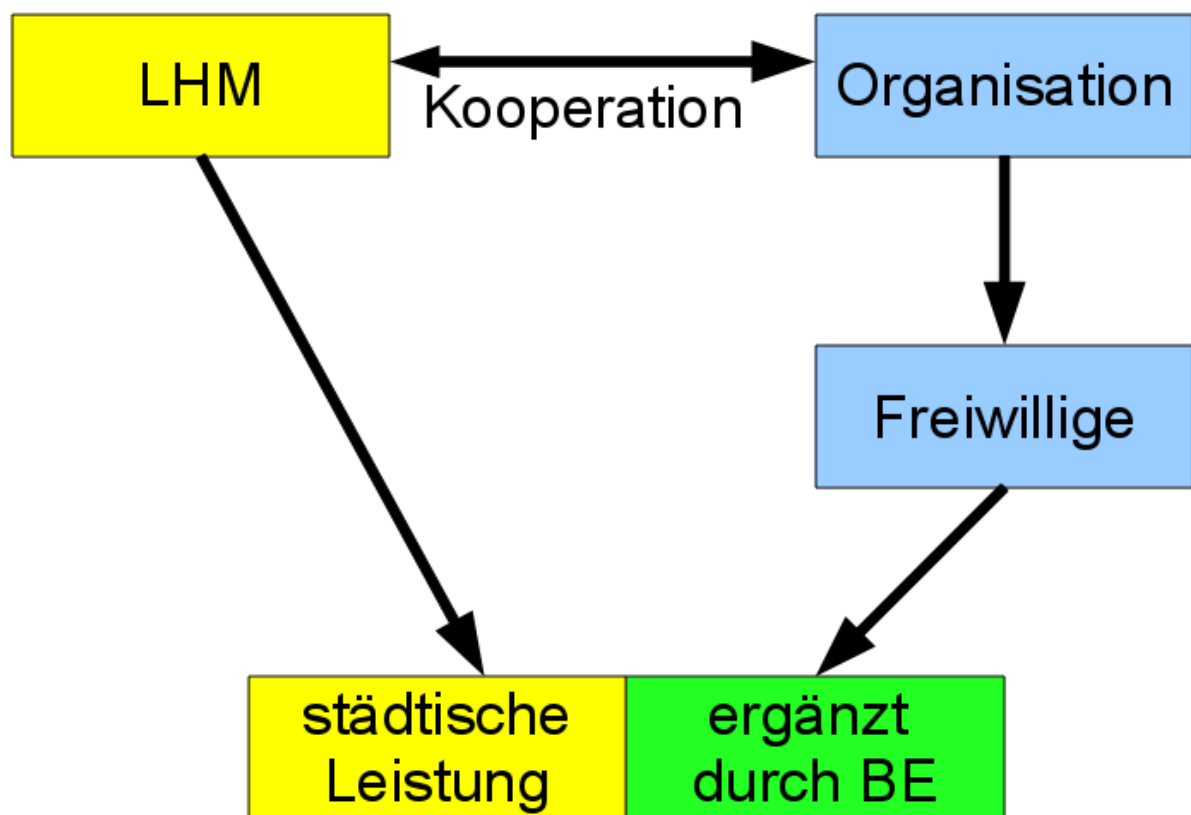 LHM
Kooperation
Organisation
Freiwillige
städtische
Leistung
ergänzt
durch BE